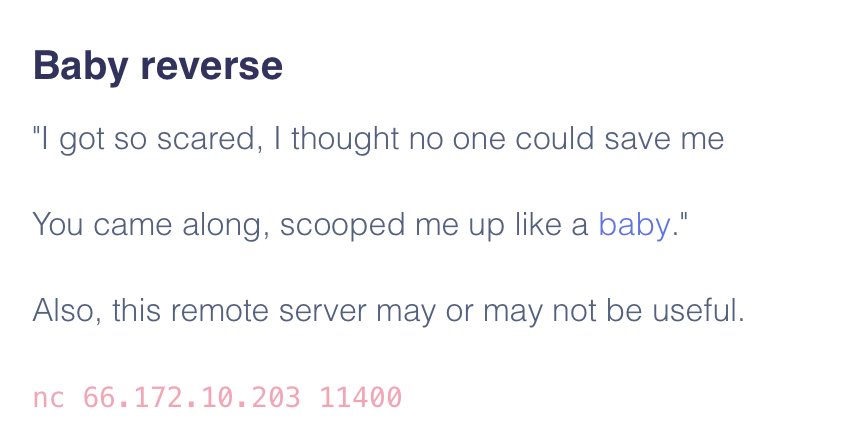 Baby reverse
"I got so scared, I thought no one could save me
You came along, scooped me up like a baby."
Also, this remote server may or may not be useful.
nc 66.172.10.203 11400